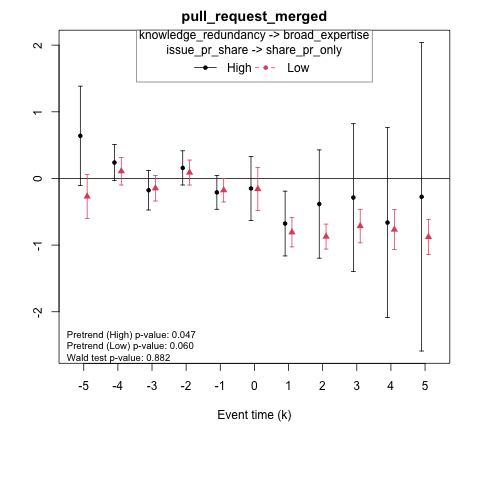 pull_request_merged
knowledge_redundancy -> broad_expertise
issue_pr_share -> share_pr_only
High Low
2
1
0
-1
-2
Pretrend (High) p-value: 0.047
Pretrend (Low) p-value: 0.060
Wald test p-value: 0.882
-5 -4 -3 -2 -1 0 1 2 3 4 5
Event time (k)